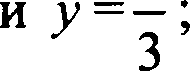 и y = —/3;